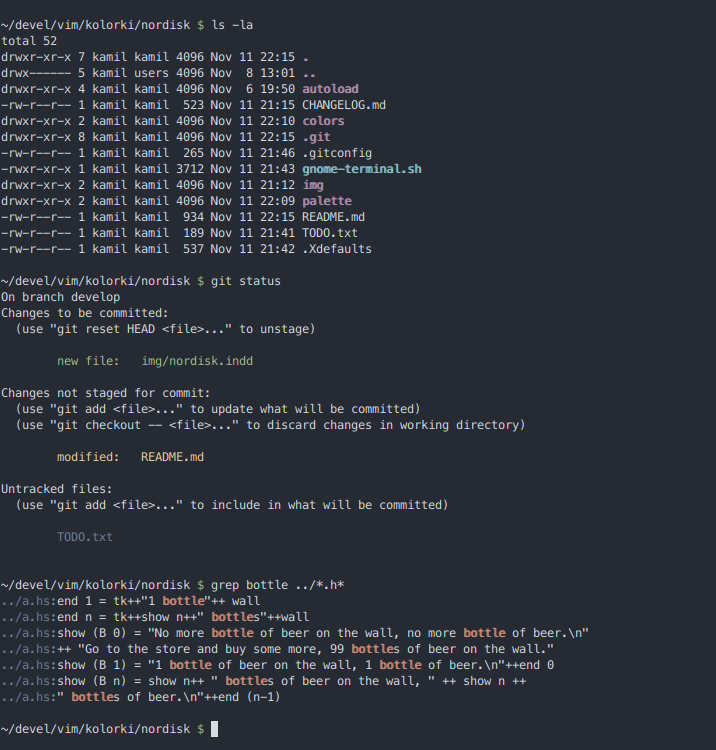 ~/devel/vim/kolorki/nordisk $ ls -la
total 52
drwxr-xr-x 7 kamil kamil 4096 Nov 11 22:15 .
drwx------ 5 kamil users 4096 Nov  8 13:01 ..
drwxr-xr-x 4 kamil kamil 4096 Nov  6 19:50 autoload
-rw-r--r-- 1 kamil kamil  523 Nov 11 21:15 CHANGELOG.md
drwxr-xr-x 2 kamil kamil 4096 Nov 11 22:10 colors
drwxr-xr-x 8 kamil kamil 4096 Nov 11 22:15 .git
-rw-r--r-- 1 kamil kamil  265 Nov 11 21:46 .gitconfig
-rwxr-xr-x 1 kamil kamil 3712 Nov 11 21:43 gnome-terminal.sh
drwxr-xr-x 2 kamil kamil 4096 Nov 11 21:12 img
drwxr-xr-x 2 kamil kamil 4096 Nov 11 22:09 palette
-rw-r--r-- 1 kamil kamil  934 Nov 11 22:15 README.md
-rw-r--r-- 1 kamil kamil  189 Nov 11 21:41 TODO.txt
-rw-r--r-- 1 kamil kamil  537 Nov 11 21:42 .Xdefaults
~/devel/vim/kolorki/nordisk $ git status
On branch develop
Changes to be committed:
  (use "git reset HEAD <file>..." to unstage)
        new file:   img/nordisk.indd
Changes not staged for commit:
  (use "git add <file>..." to update what will be committed)
  (use "git checkout -- <file>..." to discard changes in working directory)
        modified:   README.md
Untracked files:
  (use "git add <file>..." to include in what will be committed)
        TODO.txt
~/devel/vim/kolorki/nordisk $ grep bottle ../*.h*
../a.hs:end 1 = tk++"1 bottle"++ wall
../a.hs:end n = tk++show n++" bottles"++wall
../a.hs:show (B 0) = "No more bottle of beer on the wall, no more bottle of beer.\n"
../a.hs:++ "Go to the store and buy some more, 99 bottles of beer on the wall."
../a.hs:show (B 1) = "1 bottle of beer on the wall, 1 bottle of beer.\n"++end 0
../a.hs:show (B n) = show n++ " bottles of beer on the wall, " ++ show n ++
../a.hs:" bottles of beer.\n"++end (n-1)
~/devel/vim/kolorki/nordisk $